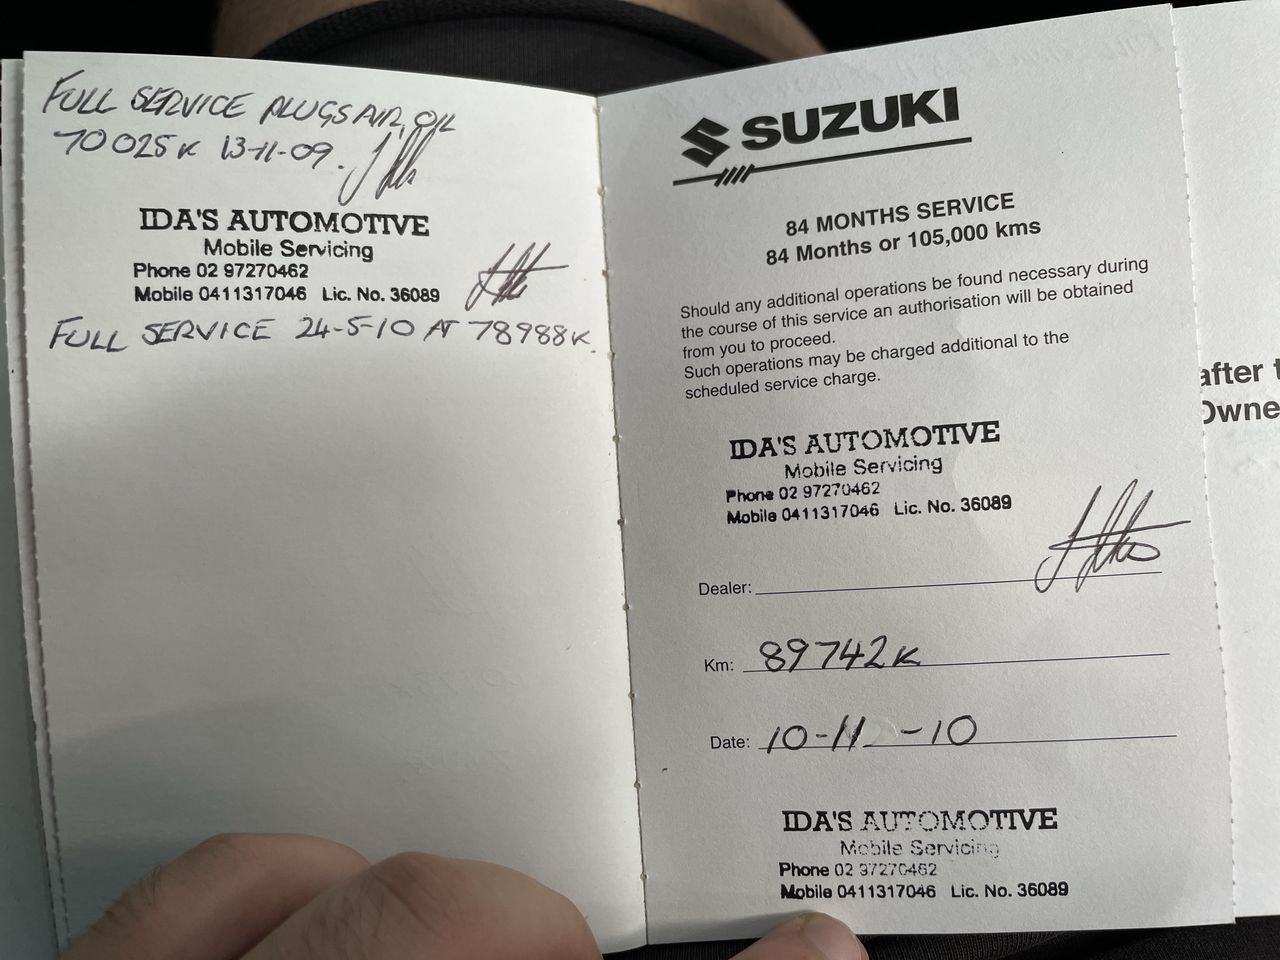 FULL SERVICE PLUGS AIR, OIL
70025K 13-11-09.
IDA'S AUTOMOTIVE
Mobile Servicing
Phone 02 97270462
Mobile 0411317046 Lic. No. 36089
FULL SERVICE 24-5-10 AT 78988K.
SUZUKI
84 MONTHS SERVICE
84 Months or 105,000 kms
Should any additional operations be found necessary during
the course of this service an authorisation will be obtained
from you to proceed.
Such operations may be charged additional to the
scheduled service charge.
IDA'S AUTOMOTIVE
Mobile Servicing
Phone 02 97270462
Mobile 0411317046 Lic. No. 36089
Dealer:
Km: 89742K
Date: 10-11-10
IDA'S AUTOMOTIVE
Mobile Servicing
Phone 02 97270462
Mobile 0411317046 Lic. No. 36089
after
Owne